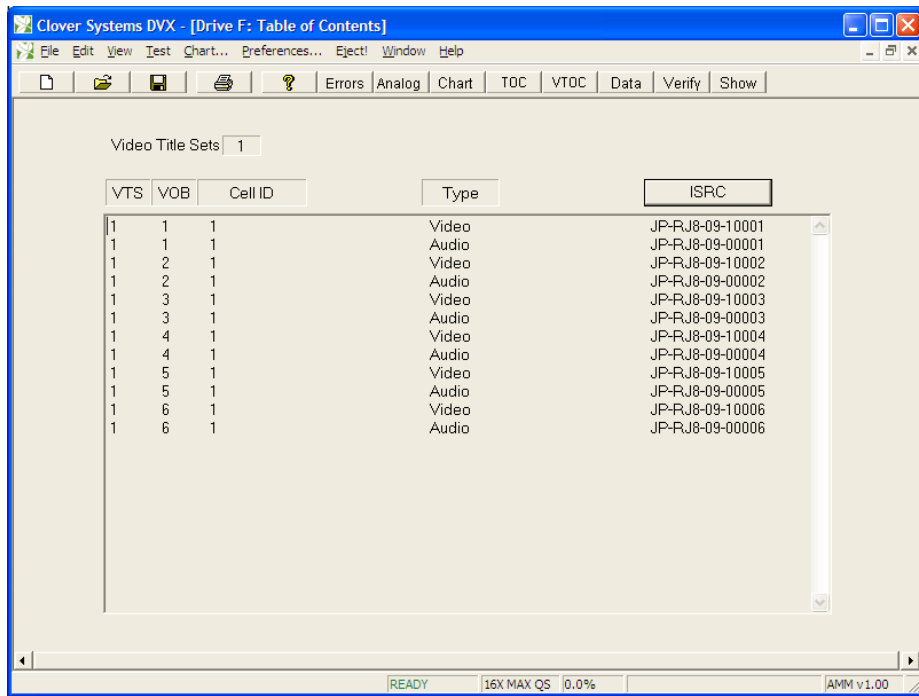 Clover Systems DVX - [Drive F: Table of Contents]
File Edit View Test Chart... Preferences... Eject! Window Help
Errors Analog Chart TOC VTOC Data Verify Show
Video Title Sets 1
VTS VOB Cell ID Type ISRC
1 1 1 Video JP-RJ8-09-10001
1 1 1 Audio JP-RJ8-09-00001
1 2 1 Video JP-RJ8-09-10002
1 2 1 Audio JP-RJ8-09-00002
1 3 1 Video JP-RJ8-09-10003
1 3 1 Audio JP-RJ8-09-00003
1 4 1 Video JP-RJ8-09-10004
1 4 1 Audio JP-RJ8-09-00004
1 5 1 Video JP-RJ8-09-10005
1 5 1 Audio JP-RJ8-09-00005
1 6 1 Video JP-RJ8-09-10006
1 6 1 Audio JP-RJ8-09-00006
READY 16X MAX QS 0.0% AMM v1.00